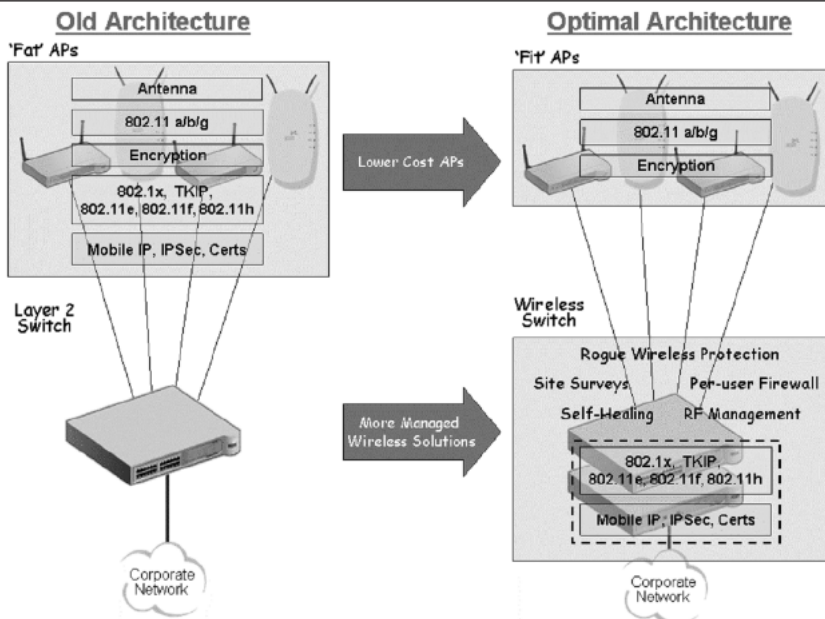 Old Architecture
'Fat' APs
Antenna
802.11 a/b/g
Encryption
802.1x, TKIP,
802.11e, 802.11f, 802.11h
Mobile IP, IPSec, Certs
Layer 2
Switch
Corporate
Network
Lower Cost APs
More Managed
Wireless Solutions
Optimal Architecture
'Fit' APs
Antenna
802.11 a/b/g
Encryption
Wireless
Switch
Rogue Wireless Protection
Site Surveys
Per-user Firewall
Self-Healing
RF Management
802.1x, TKIP,
802.11e, 802.11f, 802.11h
Mobile IP, IPSec, Certs
Corporate
Network